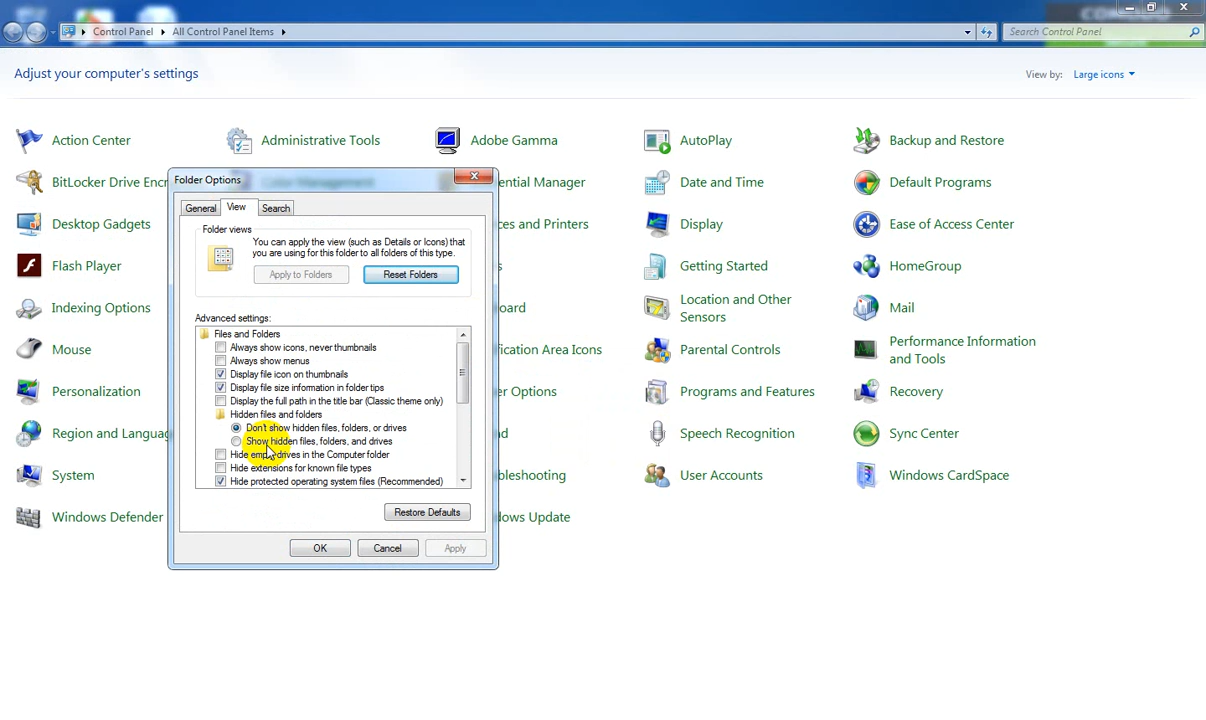 Control Panel
All Control Panel Items
Search Control Panel
Adjust your computer's settings
View by:
Large icons
Action Center
Administrative Tools
Adobe Gamma
AutoPlay
Backup and Restore
BitLocker Drive Encr
ential Manager
Date and Time
Default Programs
Desktop Gadgets
ces and Printers
Display
Ease of Access Center
Flash Player
s
Getting Started
HomeGroup
Indexing Options
oard
Location and Other
Sensors
Mail
Mouse
ification Area Icons
Parental Controls
Performance Information
and Tools
Personalization
er Options
Programs and Features
Recovery
Region and Languag
nd
Speech Recognition
Sync Center
System
bleshooting
User Accounts
Windows CardSpace
Windows Defender
dows Update
Folder Options
Color Management
General
View
Search
Folder views
You can apply the view (such as Details or Icons) that
you are using for this folder to all folders of this type.
Apply to Folders
Reset Folders
Advanced settings:
Files and Folders
Always show icons, never thumbnails
Always show menus
Display file icon on thumbnails
Display file size information in folder tips
Display the full path in the title bar (Classic theme only)
Hidden files and folders
Don't show hidden files, folders, or drives
Show hidden files, folders, and drives
Hide empty drives in the Computer folder
Hide extensions for known file types
Hide protected operating system files (Recommended)
Restore Defaults
OK
Cancel
Apply